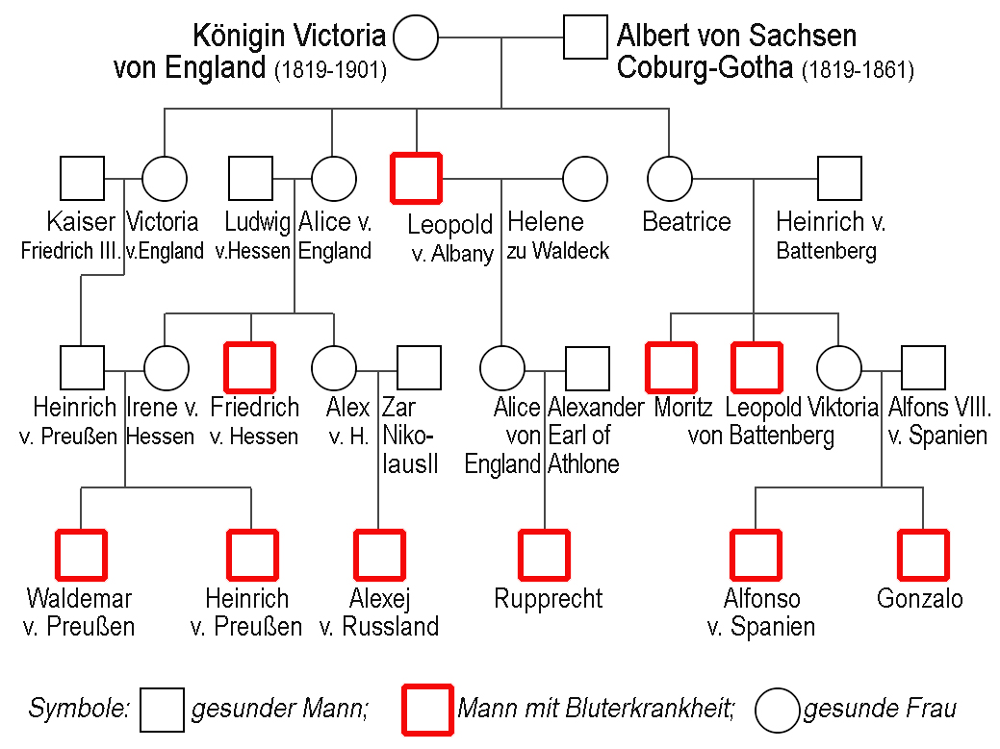 Königin Victoria
von England (1819-1901)
Albert von Sachsen
Coburg-Gotha (1819-1861)
Kaiser
Friedrich III.
Victoria
v.England
Ludwig
v.Hessen
Alice v.
England
Leopold
v. Albany
Helene
zu Waldeck
Beatrice
Heinrich v.
Battenberg
Heinrich
v. Preußen
Irene v.
Hessen
Friedrich
v. Hessen
Alex
v. H.
Zar
Niko-
lausII
Alice
von
England
Alexander
Earl of
Athlone
Moritz Leopold Viktoria
von Battenberg
Alfons VIII.
v. Spanien
Waldemar
v. Preußen
Heinrich
v. Preußen
Alexej
v. Russland
Rupprecht
Alfonso
v. Spanien
Gonzalo
Symbole: gesunder Mann; Mann mit Bluterkrankheit; gesunde Frau